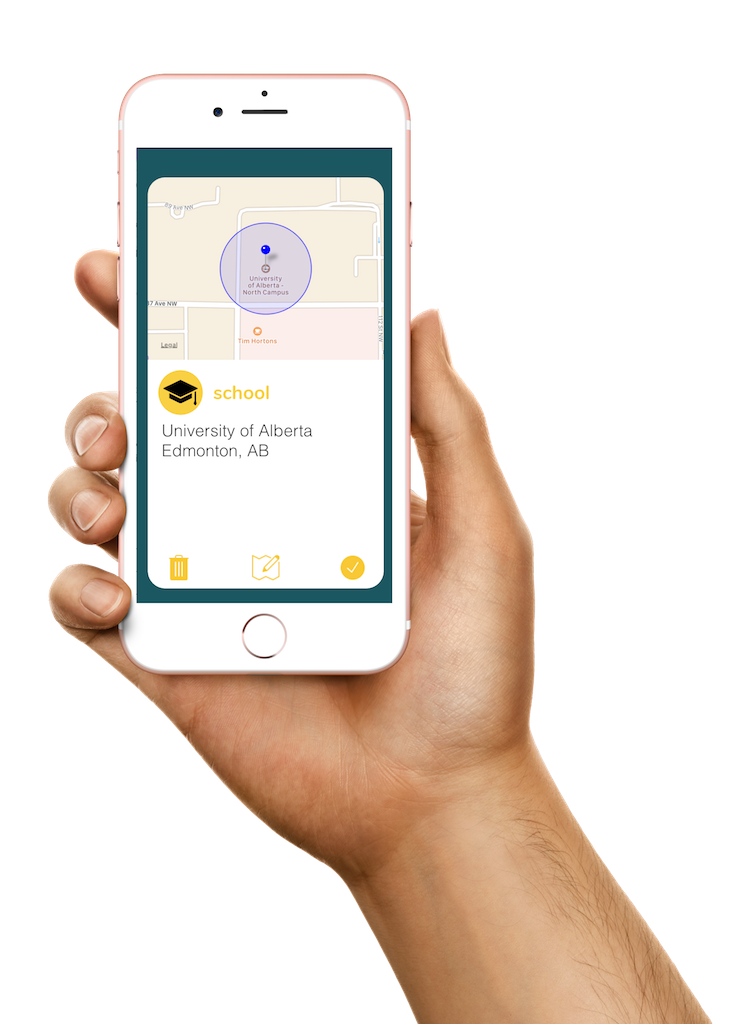 89 Ave NW
University
of Alberta -
North Campus
87 Ave NW
112 St NW
Tim Hortons
Legal
school
University of Alberta
Edmonton, AB